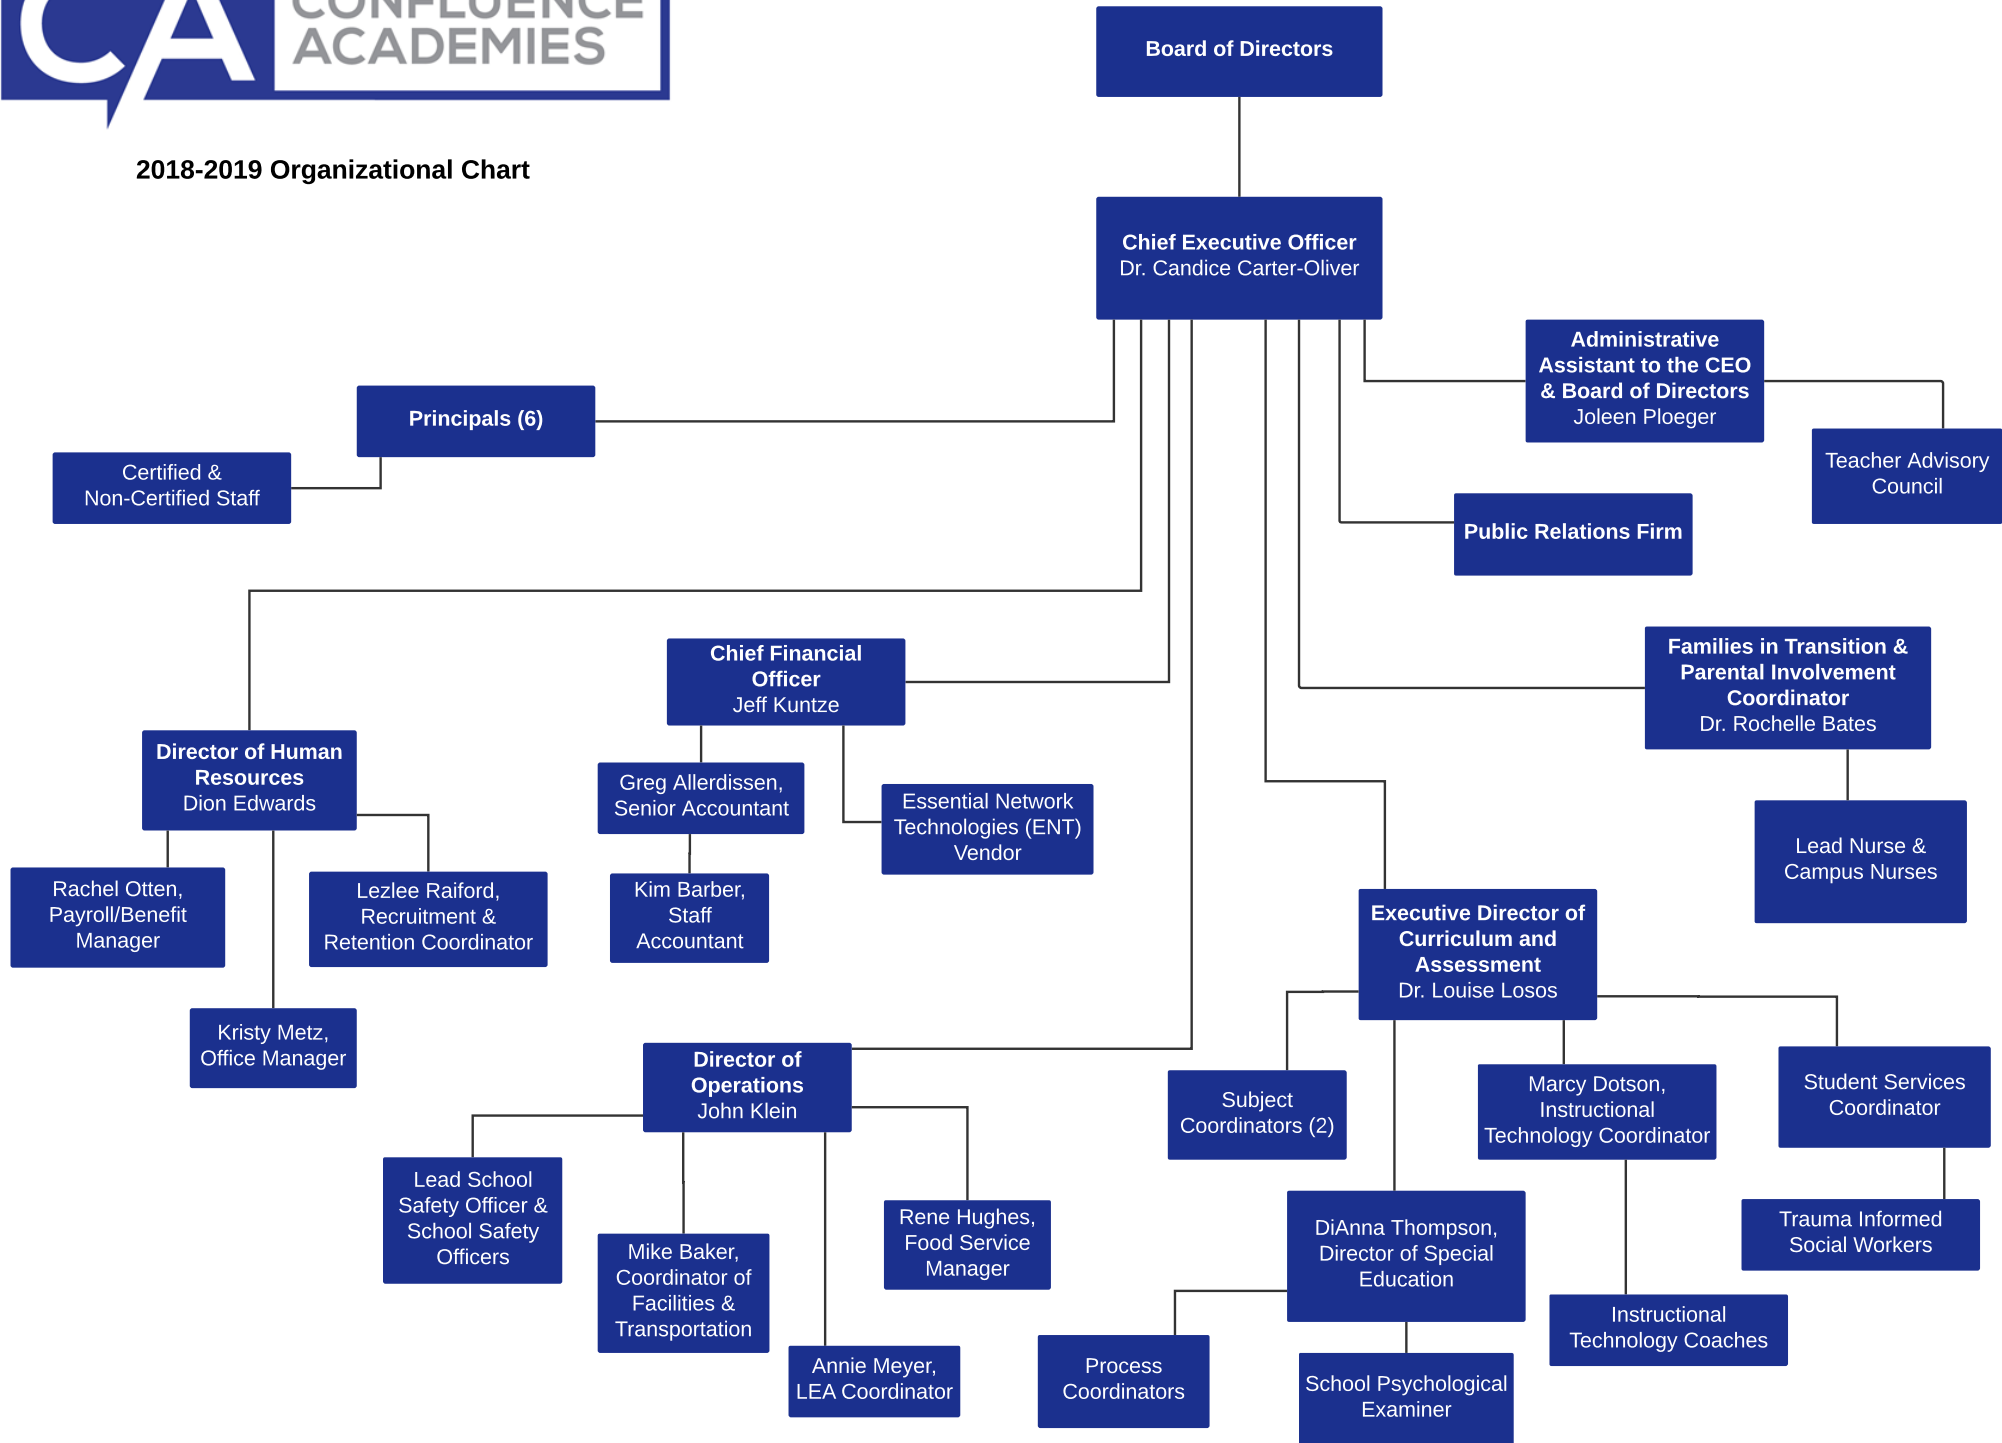 CA
CONFLUENCE
ACADEMIES
2018-2019 Organizational Chart
Board of Directors
Chief Executive Officer
Dr. Candice Carter-Oliver
Administrative
Assistant to the CEO
& Board of Directors
Joleen Ploeger
Principals (6)
Teacher Advisory
Council
Certified &
Non-Certified Staff
Public Relations Firm
Families in Transition &
Parental Involvement
Coordinator
Dr. Rochelle Bates
Chief Financial
Officer
Jeff Kuntze
Director of Human
Resources
Dion Edwards
Greg Allerdissen,
Senior Accountant
Essential Network
Technologies (ENT)
Vendor
Lead Nurse &
Campus Nurses
Rachel Otten,
Payroll/Benefit
Manager
Lezlee Raiford,
Recruitment &
Retention Coordinator
Kim Barber,
Staff
Accountant
Executive Director of
Curriculum and
Assessment
Dr. Louise Losos
Kristy Metz,
Office Manager
Director of
Operations
John Klein
Subject
Coordinators (2)
Marcy Dotson,
Instructional
Technology Coordinator
Student Services
Coordinator
Lead School
Safety Officer &
School Safety
Officers
Mike Baker,
Coordinator of
Facilities &
Transportation
Rene Hughes,
Food Service
Manager
DiAnna Thompson,
Director of Special
Education
Trauma Informed
Social Workers
Instructional
Technology Coaches
Annie Meyer,
LEA Coordinator
Process
Coordinators
School Psychological
Examiner